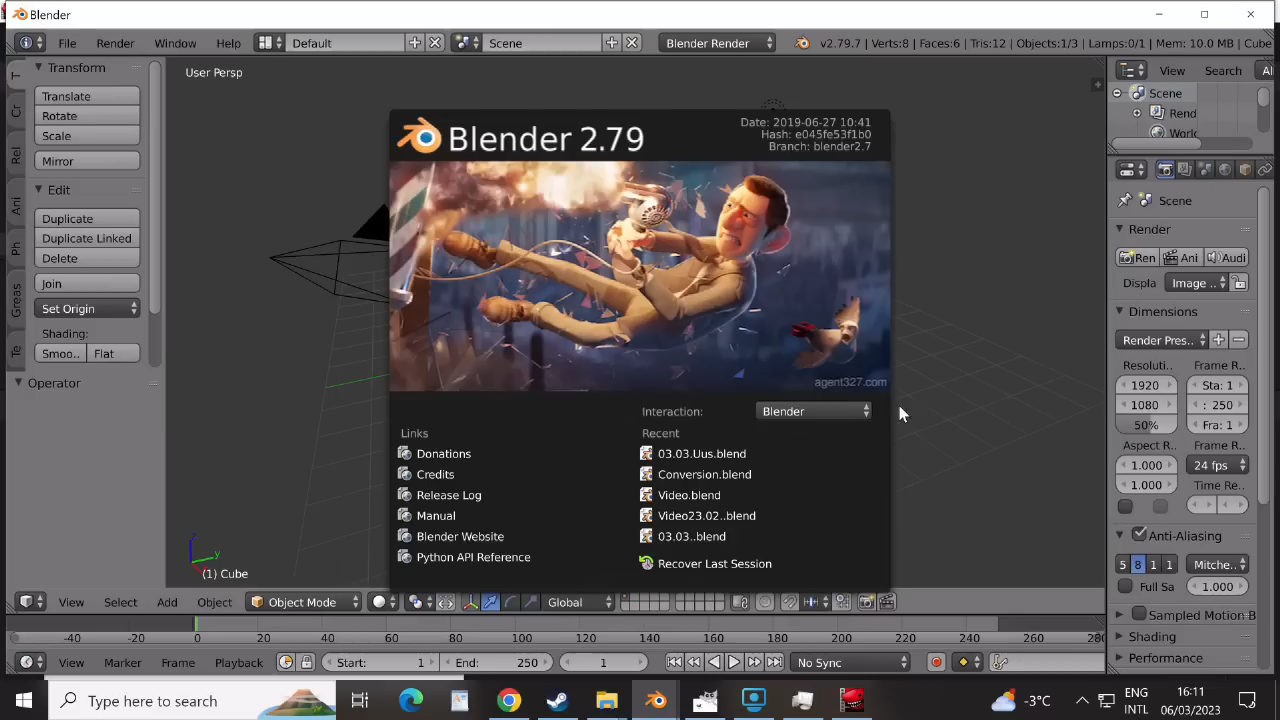 Blender
File Render Window Help Default Scene Blender Render v2.79.7 | Verts:8 | Faces:6 | Tris:12 | Objects:1/3 | Lamps:0/1 | Mem: 10.0 MB | Cube
T
Cr
Rel
Ani
Ph
Greas
Te
Transform
Translate
Rotate
Scale
Mirror
Edit
Duplicate
Duplicate Linked
Delete
Join
Set Origin
Shading:
Smoo.. Flat
Operator
User Persp
Blender 2.79
Date: 2019-06-27 10:41
Hash: e045fe53f1b0
Branch: blender2.7
agent327.com
Interaction: Blender
Links
Donations
Credits
Release Log
Manual
Blender Website
Python API Reference
Recent
03.03.Uus.blend
Conversion.blend
Video.blend
Video23.02..blend
03.03..blend
Recover Last Session
z
y
(1) Cube
View Search Al
Scene
Rend
Worl
Scene
Render
Ren Ani Audi
Displa Image ..
Dimensions
Render Pres..
Resoluti.. Frame R..
1920 Sta: 1
1080 : 250
50% Fra: 1
Aspect R.. Frame R..
1.000 24 fps
1.000 Time Re..
Anti-Aliasing
5 8 1 1 Mitche..
Full Sa 1.000
Sampled Motion B
Shading
Performance
View Select Add Object Object Mode Global
-40 -20 0 20 40 60 80 100 120 140 160 180 200 220 240 260 280
View Marker Frame Playback Start: 1 End: 250 1 No Sync
Type here to search
-3°C
ENG
INTL
16:11
06/03/2023